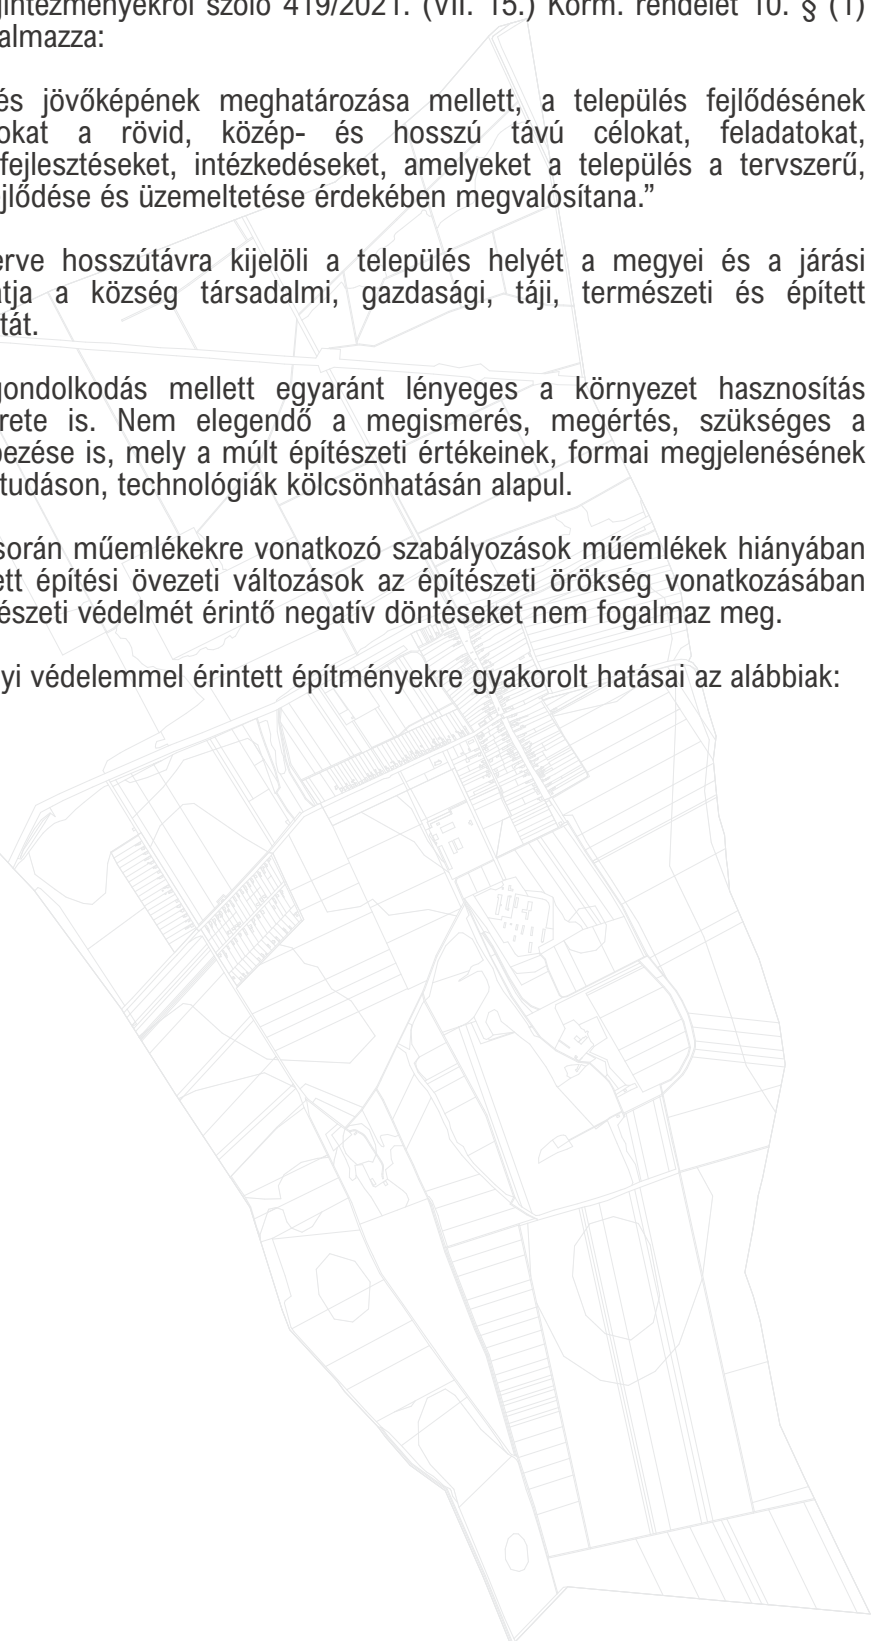 gintézményekről szóló 419/2021. (VII. 15.) Korm. rendelet 10. § (1)
almazza:
és jövőképének meghatározása mellett, a település fejlődésének
okat a rövid, közép- és hosszú távú célokat, feladatokat,
fejlesztéseket, intézkedéseket, amelyeket a település a tervszerű,
jlődése és üzemeltetése érdekében megvalósítana.”
erve hosszútávra kijelöli a település helyét a megyei és a járási
atja a község társadalmi, gazdasági, táji, természeti és épített
tát.
gondolkodás mellett egyaránt lényeges a környezet hasznosítás
rete is. Nem elegendő a megismerés, megértés, szükséges a
pezése is, mely a múlt építészeti értékeinek, formai megjelenésének
tudáson, technológiák kölcsönhatásán alapul.
során műemlékekre vonatkozó szabályozások műemlékek hiányában
ett építési övezeti változások az építészeti örökség vonatkozásában
észeti védelmét érintő negatív döntéseket nem fogalmaz meg.
yi védelemmel érintett építményekre gyakorolt hatásai az alábbiak: